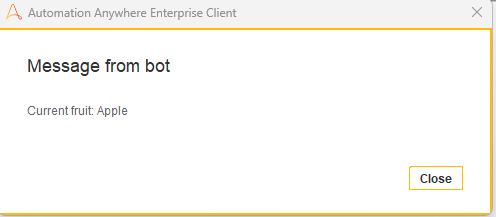 Automation Anywhere Enterprise Client
Message from bot
Current fruit: Apple
Close